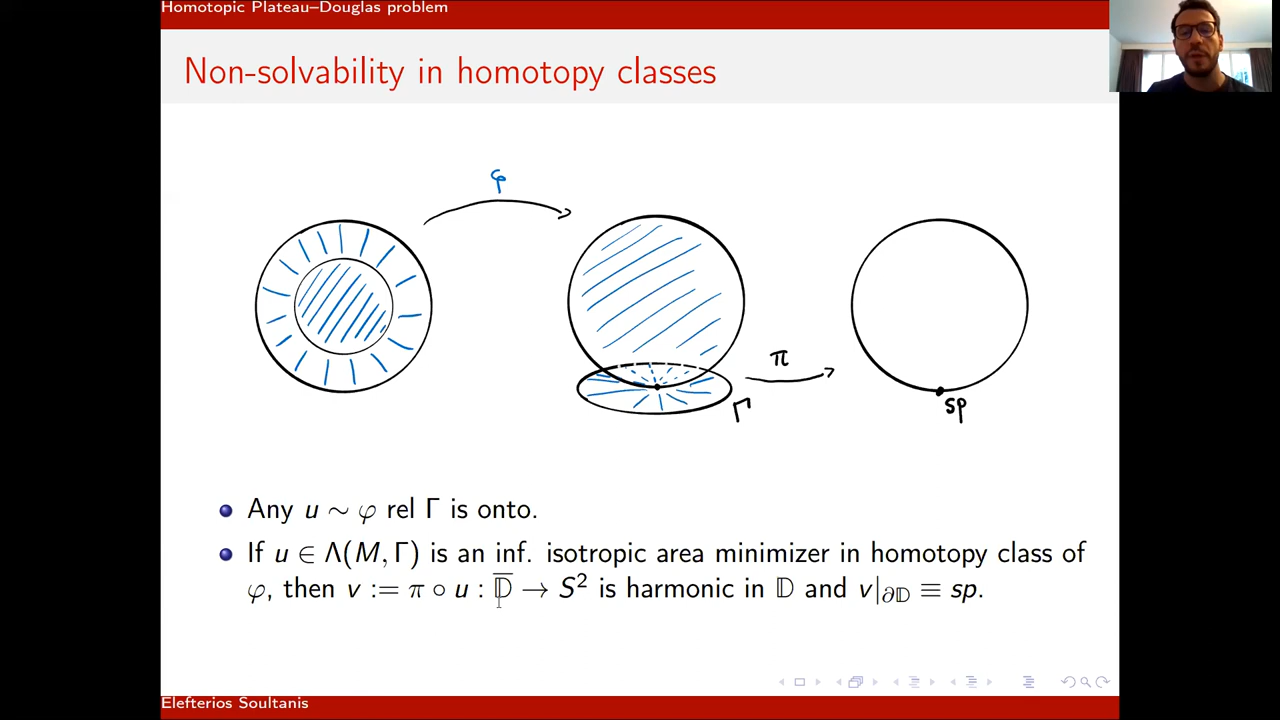 Homotopic Plateau–Douglas problem
Non-solvability in homotopy classes
φ
π
Γ
sp
Any u ∼ φ rel Γ is onto.
If u ∈ Λ(M, Γ) is an inf. isotropic area minimizer in homotopy class of
φ, then v := π ∘ u : 𝔻̅ → S² is harmonic in 𝔻 and v|∂𝔻 ≡ sp.
Elefterios Soultanis